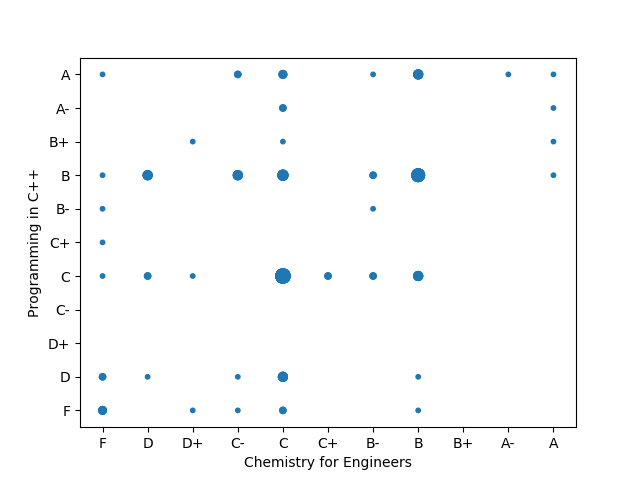 A
A-
B+
B
B-
C+
C
C-
D+
D
F
Programming in C++
F D D+ C- C C+ B- B B+ A- A
Chemistry for Engineers